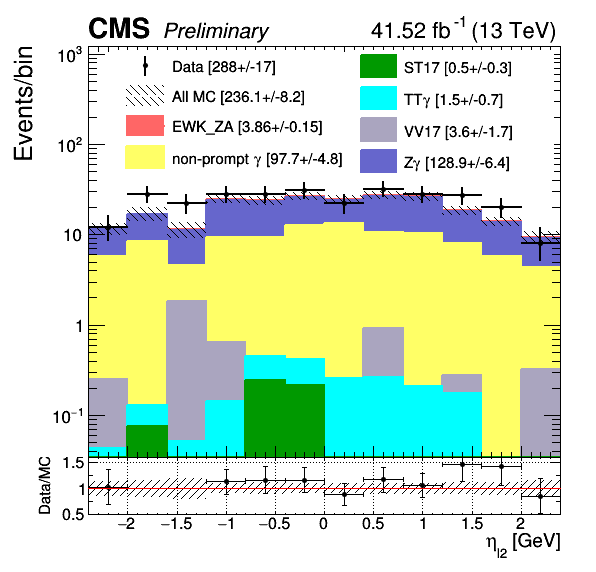 CMS Preliminary 41.52 fb⁻¹ (13 TeV)
Events/bin
10³
10²
10
1
10⁻¹
Data [288+/-17]
All MC [236.1+/-8.2]
EWK_ZA [3.86+/-0.15]
non-prompt γ [97.7+/-4.8]
ST17 [0.5+/-0.3]
TTγ [1.5+/-0.7]
VV17 [3.6+/-1.7]
Zγ [128.9+/-6.4]
Data/MC
1.5
1
0.5
−2 −1.5 −1 −0.5 0 0.5 1 1.5 2
η_l2 [GeV]